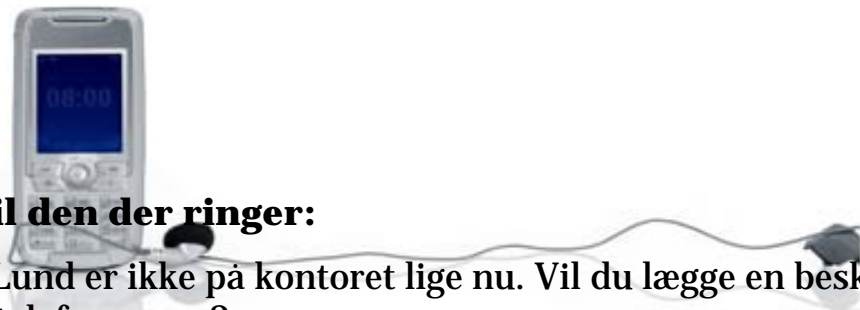 08:00
il den der ringer:
Lund er ikke på kontoret lige nu. Vil du lægge en besk